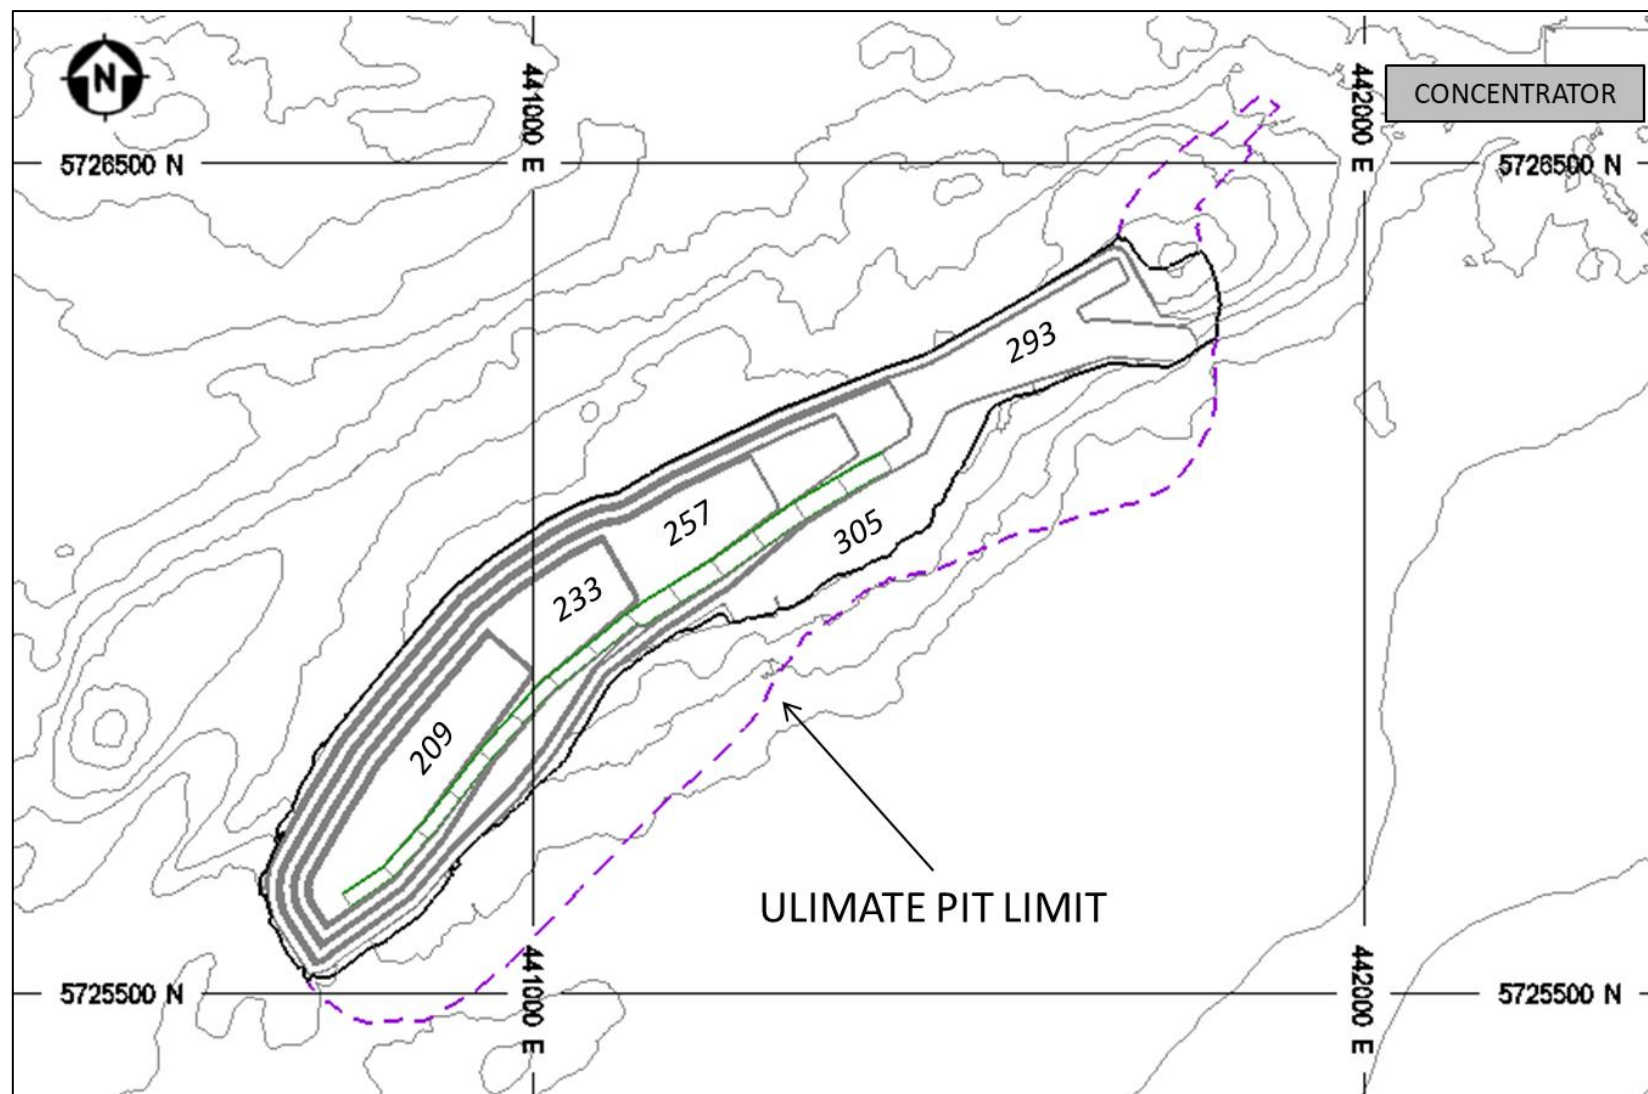 N
441000 E
442000 E
CONCENTRATOR
5726500 N
5726500 N
293
257
305
233
209
ULIMATE PIT LIMIT
441000 E
442000 E
5725500 N
5725500 N